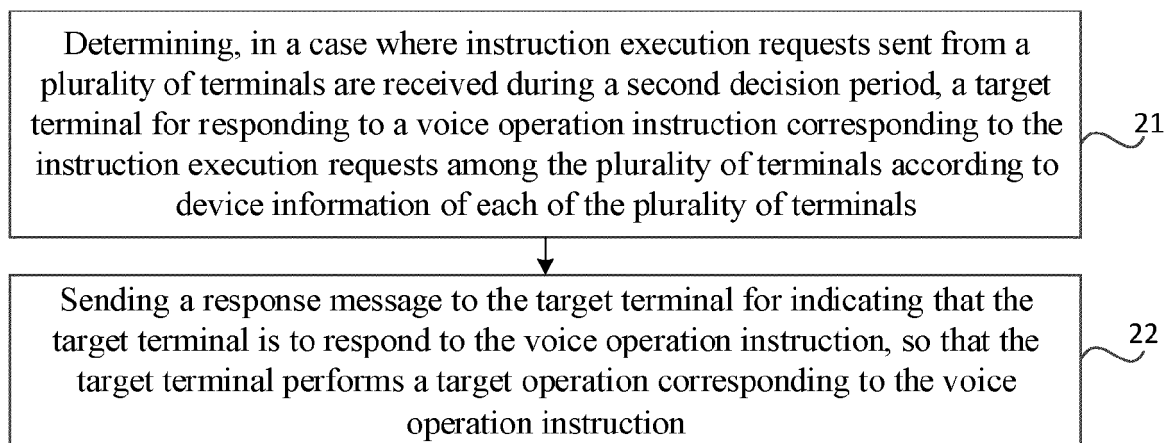 Determining, in a case where instruction execution requests sent from a
plurality of terminals are received during a second decision period, a target
terminal for responding to a voice operation instruction corresponding to the
instruction execution requests among the plurality of terminals according to
device information of each of the plurality of terminals
21
Sending a response message to the target terminal for indicating that the
target terminal is to respond to the voice operation instruction, so that the
target terminal performs a target operation corresponding to the voice
operation instruction
22